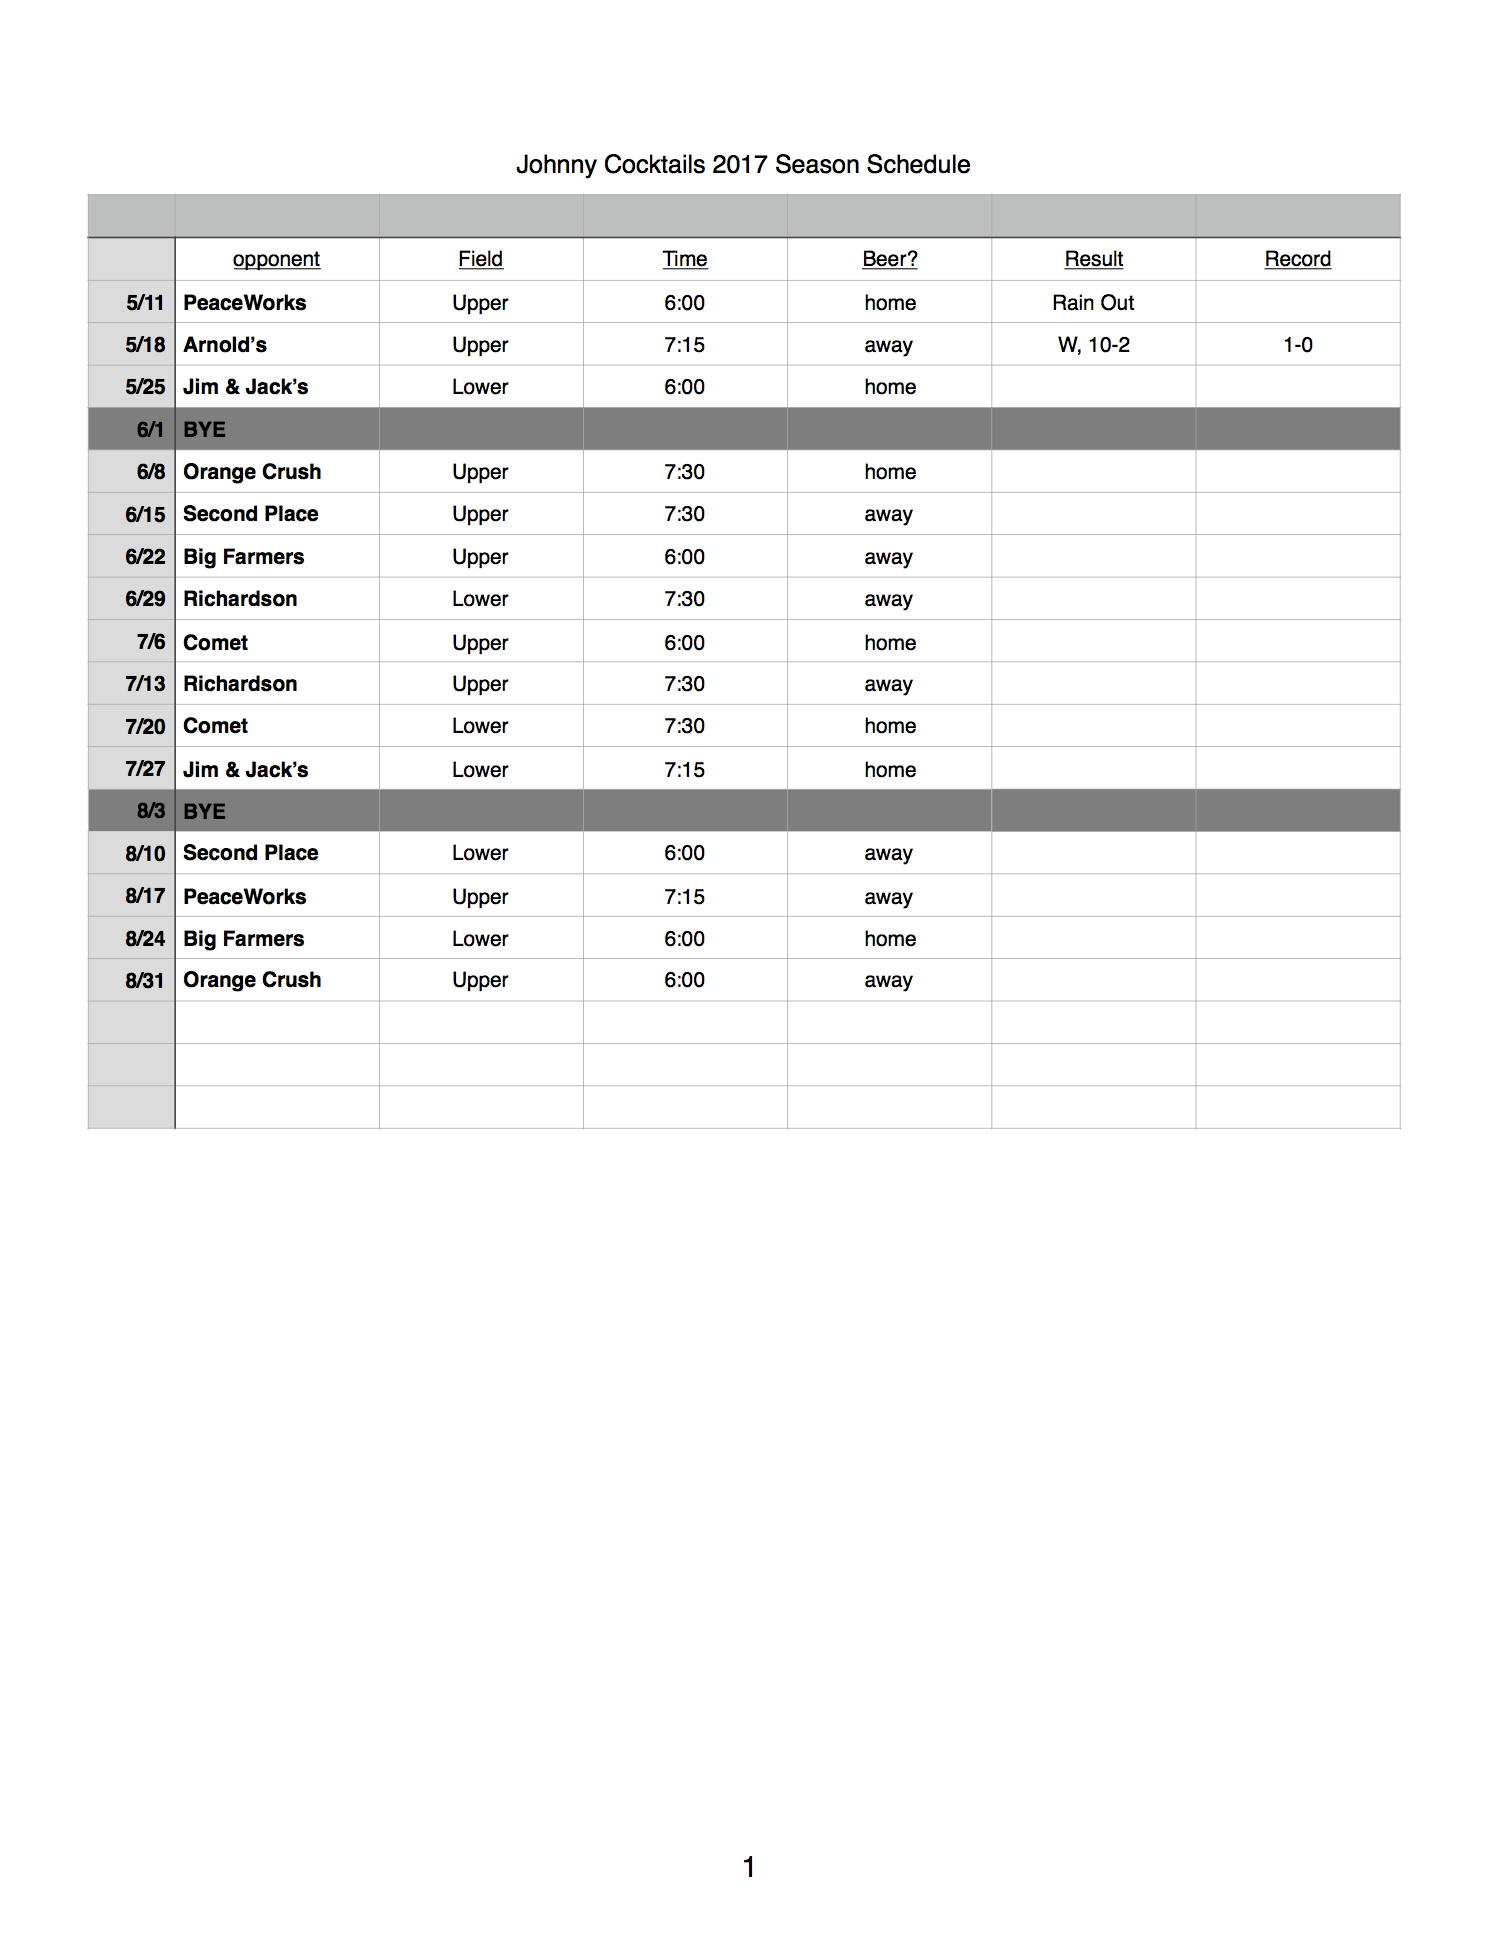 Johnny Cocktails 2017 Season Schedule
opponent Field Time Beer? Result Record
5/11 PeaceWorks Upper 6:00 home Rain Out
5/18 Arnold’s Upper 7:15 away W, 10-2 1-0
5/25 Jim & Jack’s Lower 6:00 home
6/1 BYE
6/8 Orange Crush Upper 7:30 home
6/15 Second Place Upper 7:30 away
6/22 Big Farmers Upper 6:00 away
6/29 Richardson Lower 7:30 away
7/6 Comet Upper 6:00 home
7/13 Richardson Upper 7:30 away
7/20 Comet Lower 7:30 home
7/27 Jim & Jack’s Lower 7:15 home
8/3 BYE
8/10 Second Place Lower 6:00 away
8/17 PeaceWorks Upper 7:15 away
8/24 Big Farmers Lower 6:00 home
8/31 Orange Crush Upper 6:00 away
1